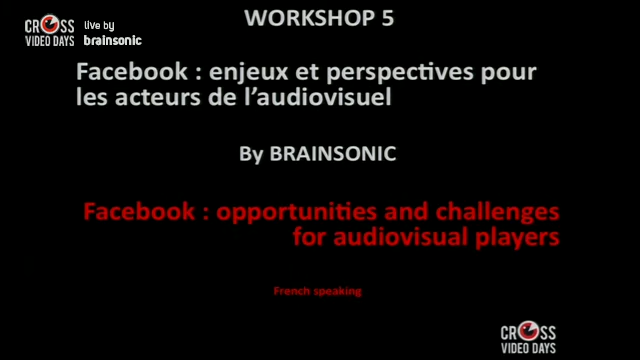 WORKSHOP 5
CROSS
VIDEO DAYS
live by
brainsonic
Facebook : enjeux et perspectives pour
les acteurs de l'audiovisuel
By BRAINSONIC
Facebook : opportunities and challenges
for audiovisual players
French speaking
CROSS
VIDEO DAYS